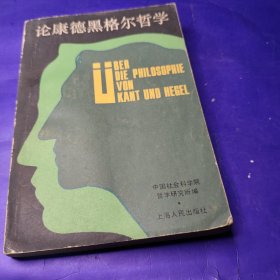 论康德黑格尔哲学
ÜBER
DIE PHILOSOPHIE
VON
KANT UND HEGEL
中国社会科学院
哲学研究所编
上海人民出版社